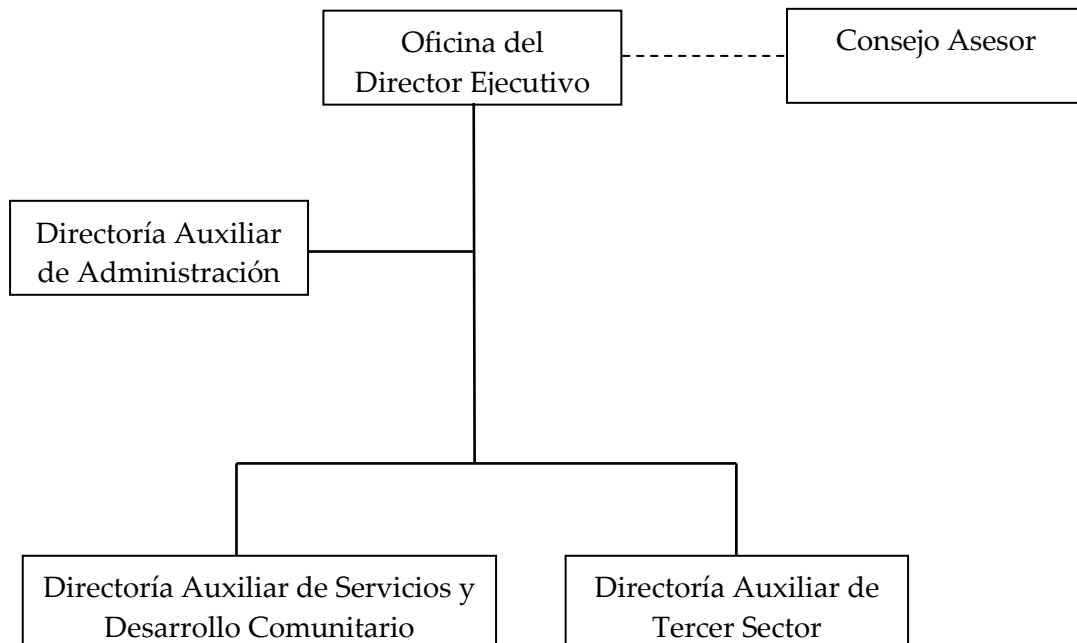 Oficina del
Director Ejecutivo
Consejo Asesor
Directoría Auxiliar
de Administración
Directoría Auxiliar de Servicios y
Desarrollo Comunitario
Directoría Auxiliar de
Tercer Sector